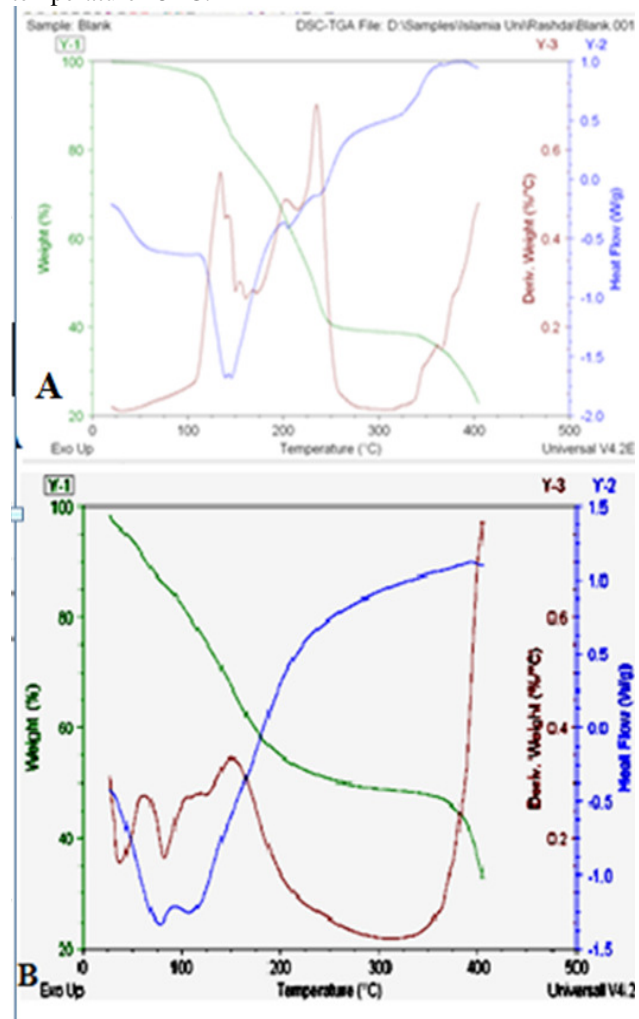 Sample: Blank
DSC-TGA File: D:\Samples\Islamia Uni\Rashda\Blank.001
Y-1 Y-3 Y-2
100 1.0
80 0.6 0.5
0.0
Weight (%) 60 0.4 -0.5 Deriv. Weight (%/°C) Heat Flow (W/g)
-1.0
40 0.2 -1.5
A
20 -2.0
0 100 200 300 400 500
Exo Up Temperature (°C) Universal V4.2E
Y-1 Y-3 Y-2
100 1.5
80 0.6 1.0
0.5
Weight (%) 60 0.4 0.0 Deriv. Weight (%/°C) Heat Flow (W/g)
-0.5
40 0.2 -1.0
20 -1.5
B
0 100 200 300 400 500
Exo Up Temperature (°C) Universal V4.2